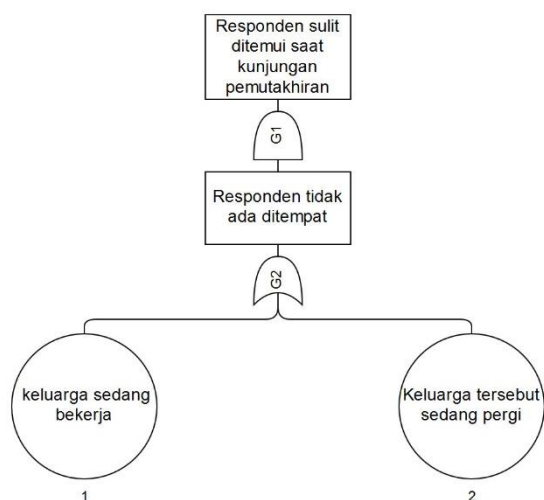 Responden sulit
ditemui saat
kunjungan
pemutakhiran
G1
Responden tidak
ada ditempat
G2
keluarga sedang
bekerja
Keluarga tersebut
sedang pergi
1
2